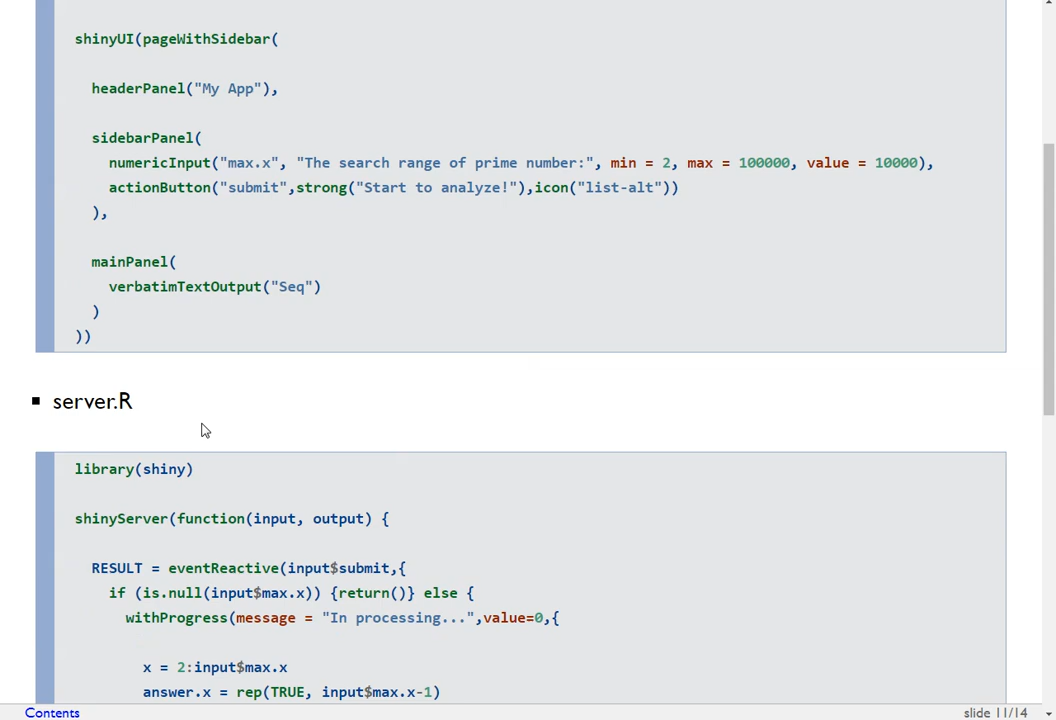 shinyUI(pageWithSidebar(
headerPanel("My App"),
sidebarPanel(
numericInput("max.x", "The search range of prime number:", min = 2, max = 100000, value = 10000),
actionButton("submit",strong("Start to analyze!"),icon("list-alt"))
),
mainPanel(
verbatimTextOutput("Seq")
)
))
server.R
library(shiny)
shinyServer(function(input, output) {
RESULT = eventReactive(input$submit,{
if (is.null(input$max.x)) {return()} else {
withProgress(message = "In processing...",value=0,{
x = 2:input$max.x
answer.x = rep(TRUE, input$max.x-1)
Contents
slide 11/14